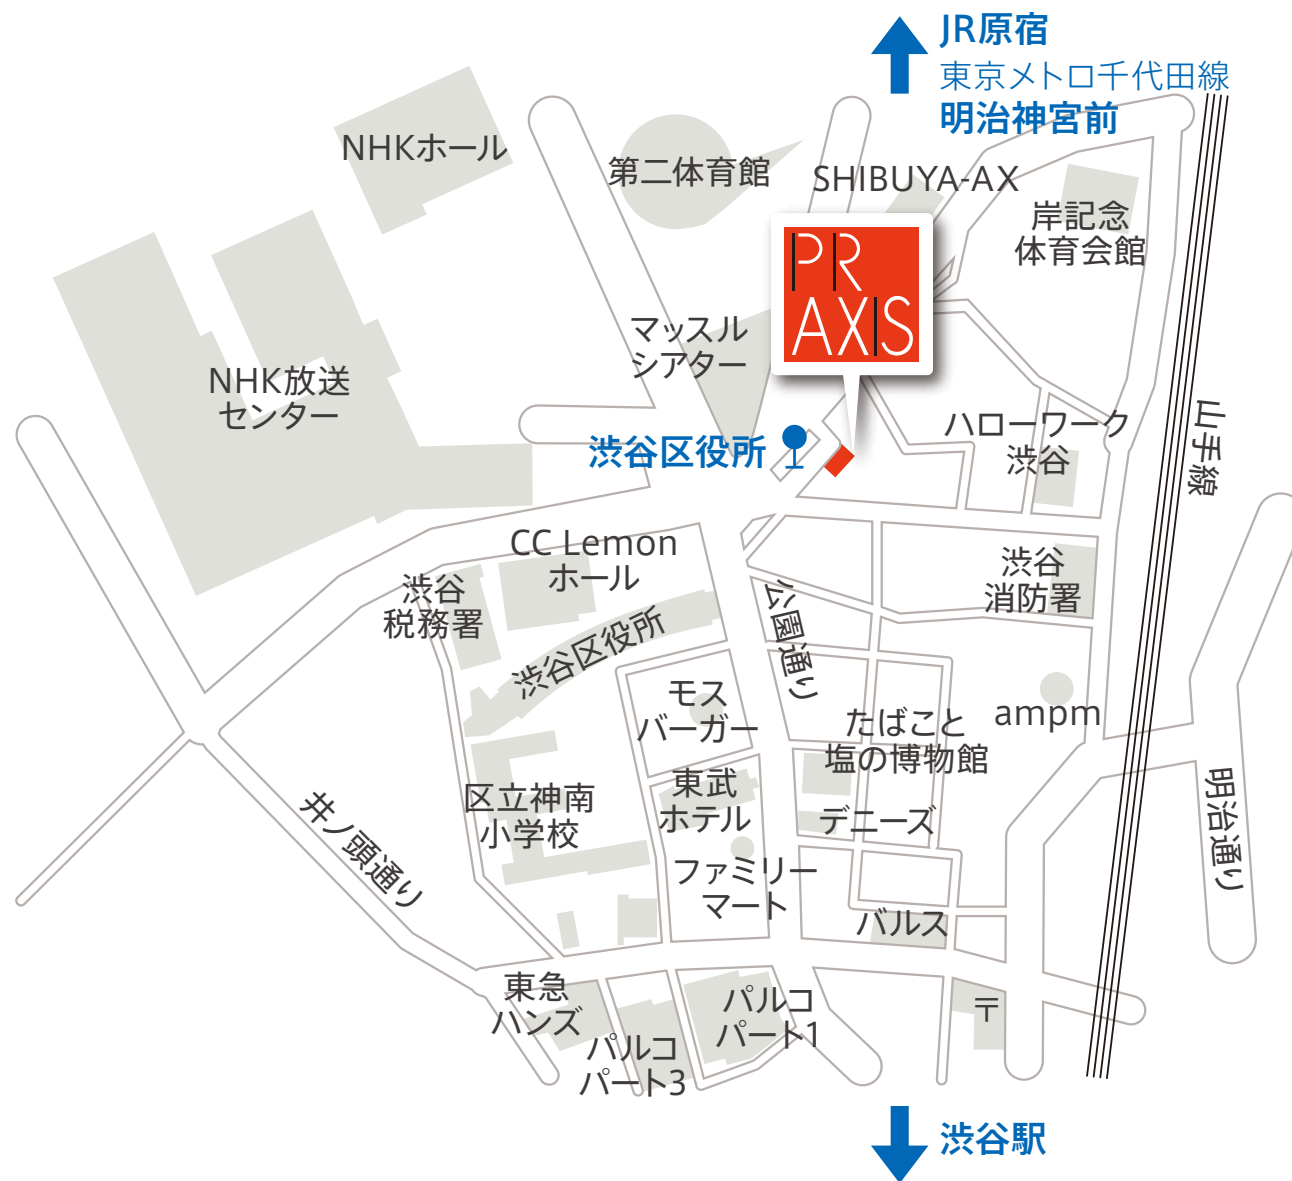 JR原宿
東京メトロ千代田線
明治神宮前
NHKホール
第二体育館
SHIBUYA-AX
岸記念
体育会館
PR
AXIS
マッスル
シアター
NHK放送
センター
渋谷区役所
ハローワーク
渋谷
山手線
CC Lemon
ホール
渋谷
税務署
渋谷区役所
公園通り
渋谷
消防署
モス
バーガー
たばこと
塩の博物館
ampm
東武
ホテル
区立神南
小学校
デニーズ
井ノ頭通り
明治通り
ファミリー
マート
バルス
東急
ハンズ
パルコ
パート1
〒
パルコ
パート3
渋谷駅